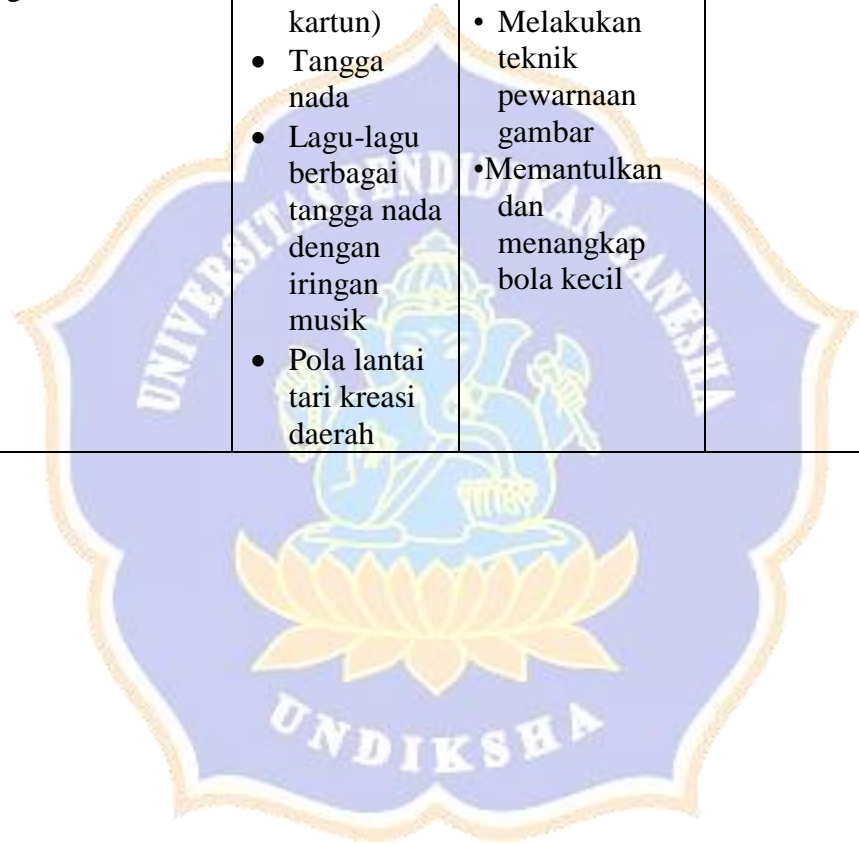 kartun)
• Tangga
nada
• Lagu-lagu
berbagai
tangga nada
dengan
iringan
musik
• Pola lantai
tari kreasi
daerah
• Melakukan
teknik
pewarnaan
gambar
•Memantulkan
dan
menangkap
bola kecil
UNIVERSITAS PENDIDIKAN GANESHA
UNDIKSHA